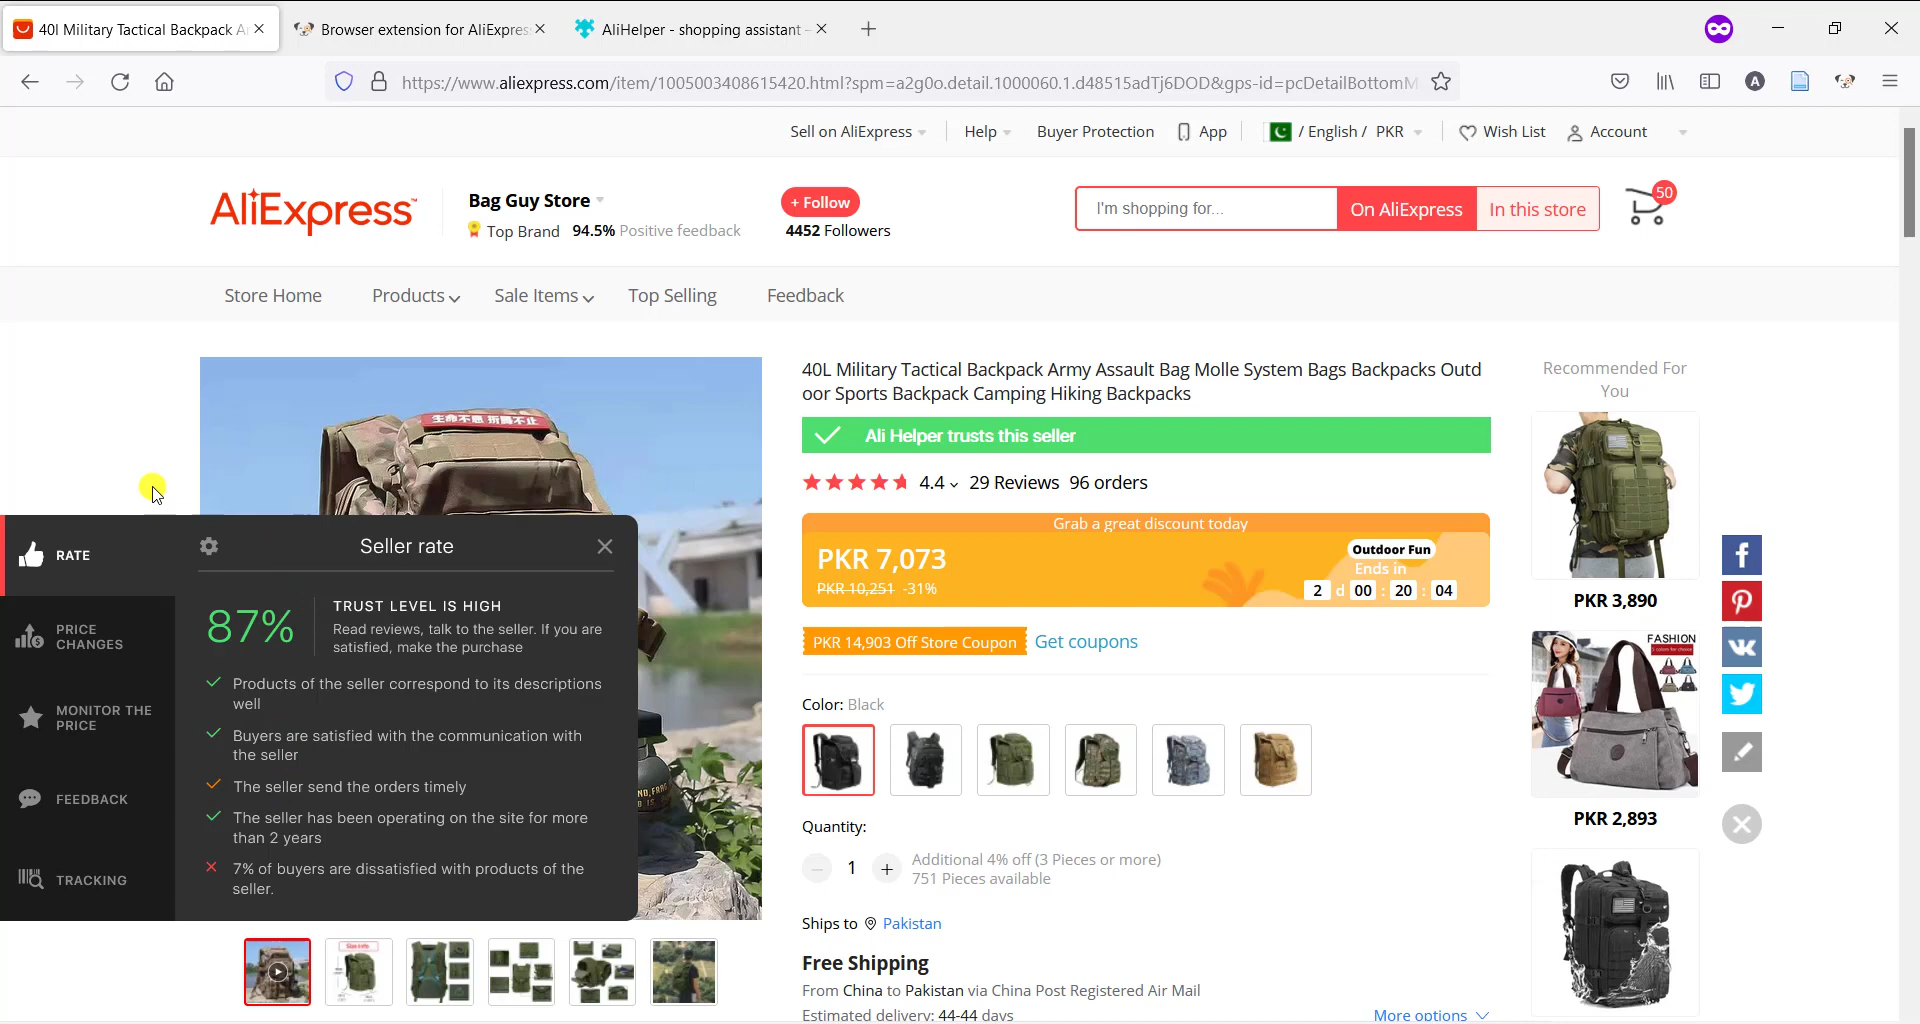 40l Military Tactical Backpack Ar
Browser extension for AliExpres
AliHelper - shopping assistant -
https://www.aliexpress.com/item/1005003408615420.html?spm=a2g0o.detail.1000060.1.d48515adTj6DOD&gps-id=pcDetailBottomM
Sell on AliExpress
Help
Buyer Protection
App
/ English / PKR
Wish List
Account
AliExpress™
Bag Guy Store
Top Brand 94.5% Positive feedback
+ Follow
4452 Followers
I'm shopping for...
On AliExpress
In this store
50
Store Home
Products
Sale Items
Top Selling
Feedback
生命不息 折腾不止
40L Military Tactical Backpack Army Assault Bag Molle System Bags Backpacks Outd
oor Sports Backpack Camping Hiking Backpacks
Ali Helper trusts this seller
4.4 29 Reviews 96 orders
Grab a great discount today
PKR 7,073
PKR 10,251 -31%
Outdoor Fun
Ends in
2 d 00 : 20 : 04
PKR 14,903 Off Store Coupon
Get coupons
Color: Black
Quantity:
1
Additional 4% off (3 Pieces or more)
751 Pieces available
Ships to Pakistan
Free Shipping
From China to Pakistan via China Post Registered Air Mail
Estimated delivery: 44-44 days
More options
RATE
PRICE
CHANGES
MONITOR THE
PRICE
FEEDBACK
TRACKING
Seller rate
87%
TRUST LEVEL IS HIGH
Read reviews, talk to the seller. If you are
satisfied, make the purchase
Products of the seller correspond to its descriptions
well
Buyers are satisfied with the communication with
the seller
The seller send the orders timely
The seller has been operating on the site for more
than 2 years
7% of buyers are dissatisfied with products of the
seller.
Recommended For
You
PKR 3,890
FASHION
PKR 2,893